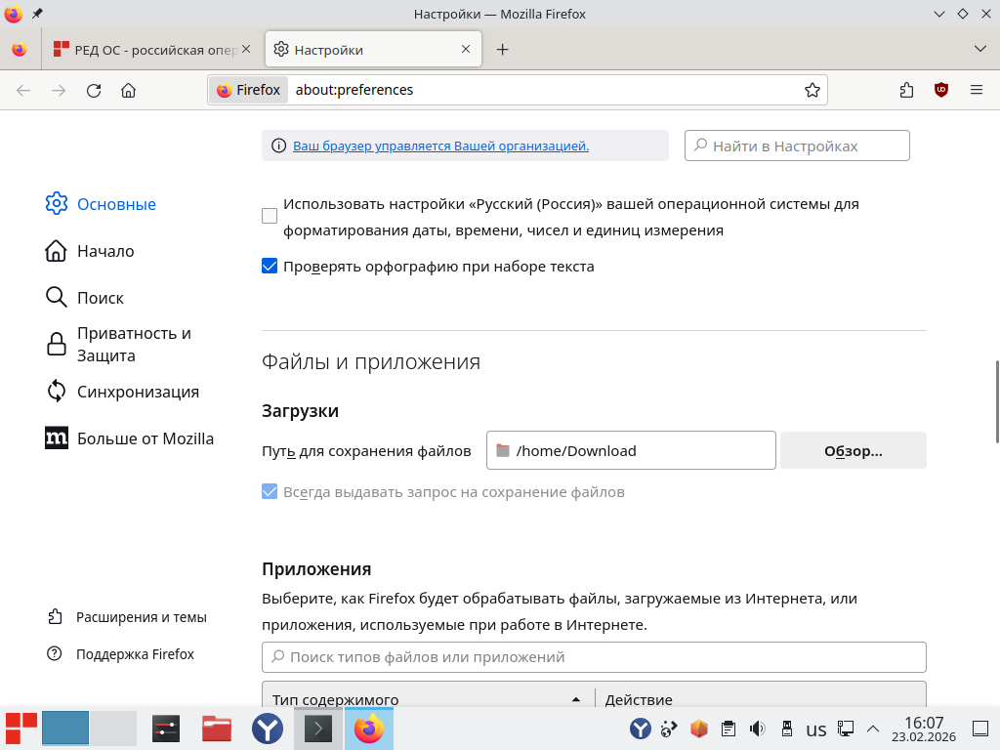 Настройки — Mozilla Firefox
РЕД ОС - российская опер
Настройки
Firefox
about:preferences
Ваш браузер управляется Вашей организацией.
Найти в Настройках
Основные
Начало
Поиск
Приватность и
Защита
Синхронизация
m Больше от Mozilla
Расширения и темы
Поддержка Firefox
Использовать настройки «Русский (Россия)» вашей операционной системы для
форматирования даты, времени, чисел и единиц измерения
Проверять орфографию при наборе текста
Файлы и приложения
Загрузки
Путь для сохранения файлов
/home/Download
Обзор...
Всегда выдавать запрос на сохранение файлов
Приложения
Выберите, как Firefox будет обрабатывать файлы, загружаемые из Интернета, или
приложения, используемые при работе в Интернете.
Поиск типов файлов или приложений
Тип содержимого
Действие
us
16:07
23.02.2026